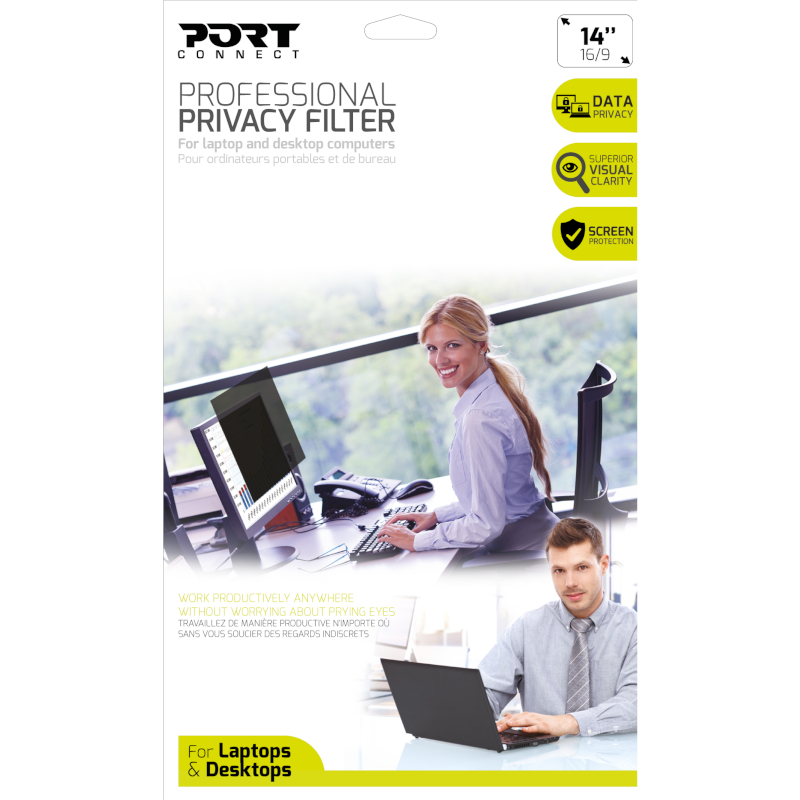 PORT
CONNECT
14’’
16/9
PROFESSIONAL
PRIVACY FILTER
For laptop and desktop computers
Pour ordinateurs portables et de bureau
DATA
PRIVACY
SUPERIOR
VISUAL
CLARITY
SCREEN
PROTECTION
WORK PRODUCTIVELY ANYWHERE
WITHOUT WORRYING ABOUT PRYING EYES
TRAVAILLEZ DE MANIÈRE PRODUCTIVE N'IMPORTE OÙ
SANS VOUS SOUCIER DES REGARDS INDISCRETS
For Laptops
& Desktops